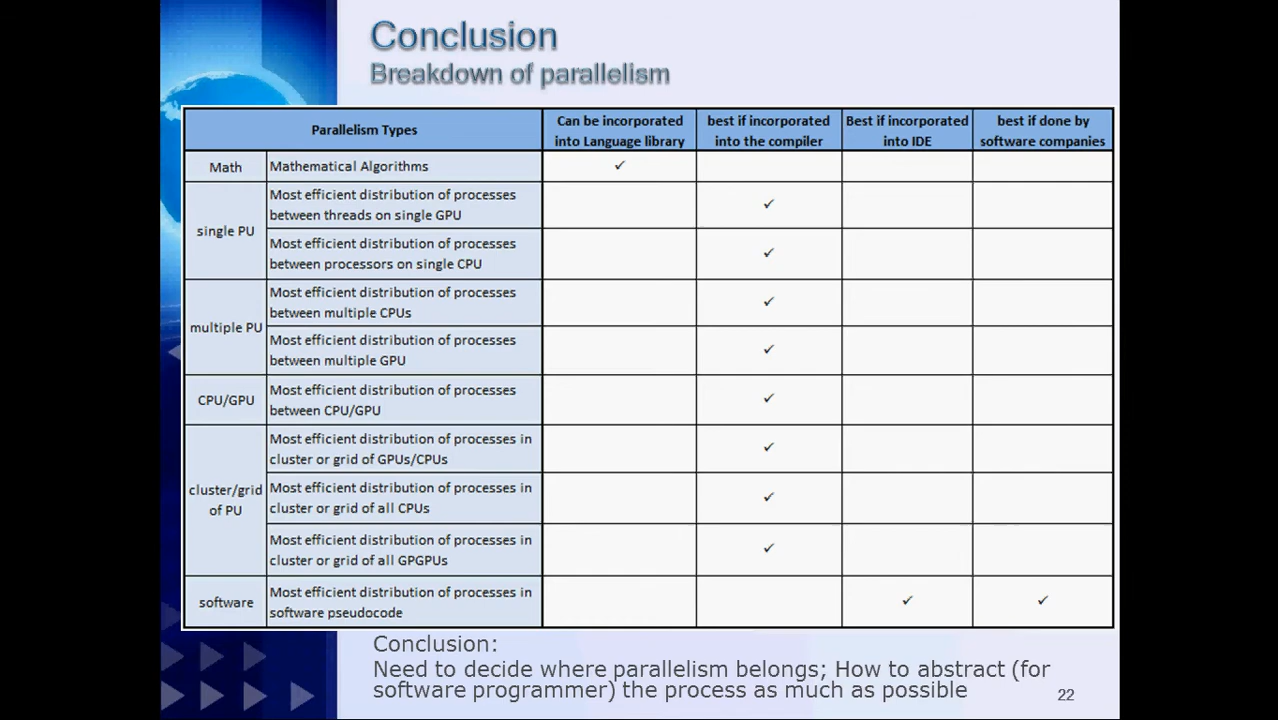 Conclusion
Breakdown of parallelism
Parallelism Types
Can be incorporated
into Language library
best if incorporated
into the compiler
Best if incorporated
into IDE
best if done by
software companies
Math
Mathematical Algorithms
✓
single PU
Most efficient distribution of processes
between threads on single GPU
✓
Most efficient distribution of processes
between processors on single CPU
✓
multiple PU
Most efficient distribution of processes
between multiple CPUs
✓
Most efficient distribution of processes
between multiple GPU
✓
CPU/GPU
Most efficient distribution of processes
between CPU/GPU
✓
cluster/grid
of PU
Most efficient distribution of processes in
cluster or grid of GPUs/CPUs
✓
Most efficient distribution of processes in
cluster or grid of all CPUs
✓
Most efficient distribution of processes in
cluster or grid of all GPGPUs
✓
software
Most efficient distribution of processes in
software pseudocode
✓
✓
Conclusion:
Need to decide where parallelism belongs; How to abstract (for
software programmer) the process as much as possible
22